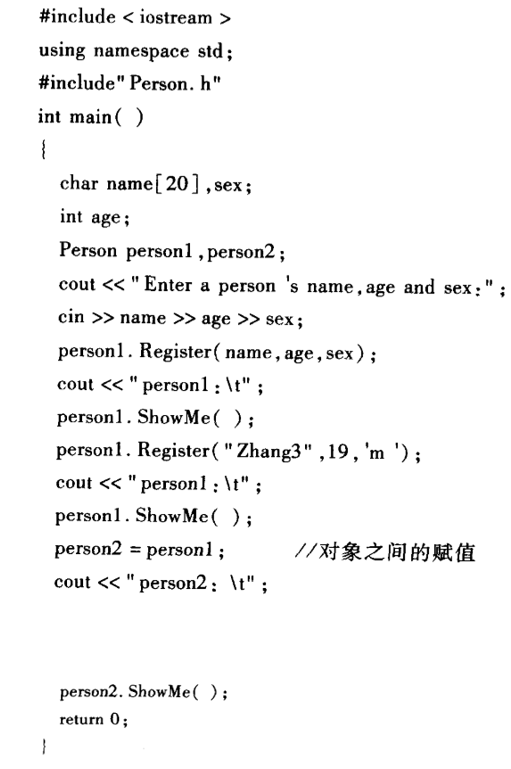 #include < iostream >
using namespace std;
#include" Person. h"
int main( )
{
char name[20],sex;
int age;
Person person1,person2;
cout << "Enter a person 's name,age and sex:";
cin >> name >> age >> sex;
person1. Register( name,age,sex);
cout << "person1:\t";
person1. ShowMe( );
person1. Register("Zhang3",19,'m ');
cout << "person1:\t";
person1. ShowMe( );
person2 = person1; //对象之间的赋值
cout << "person2: \t";
person2. ShowMe( );
return 0;
}